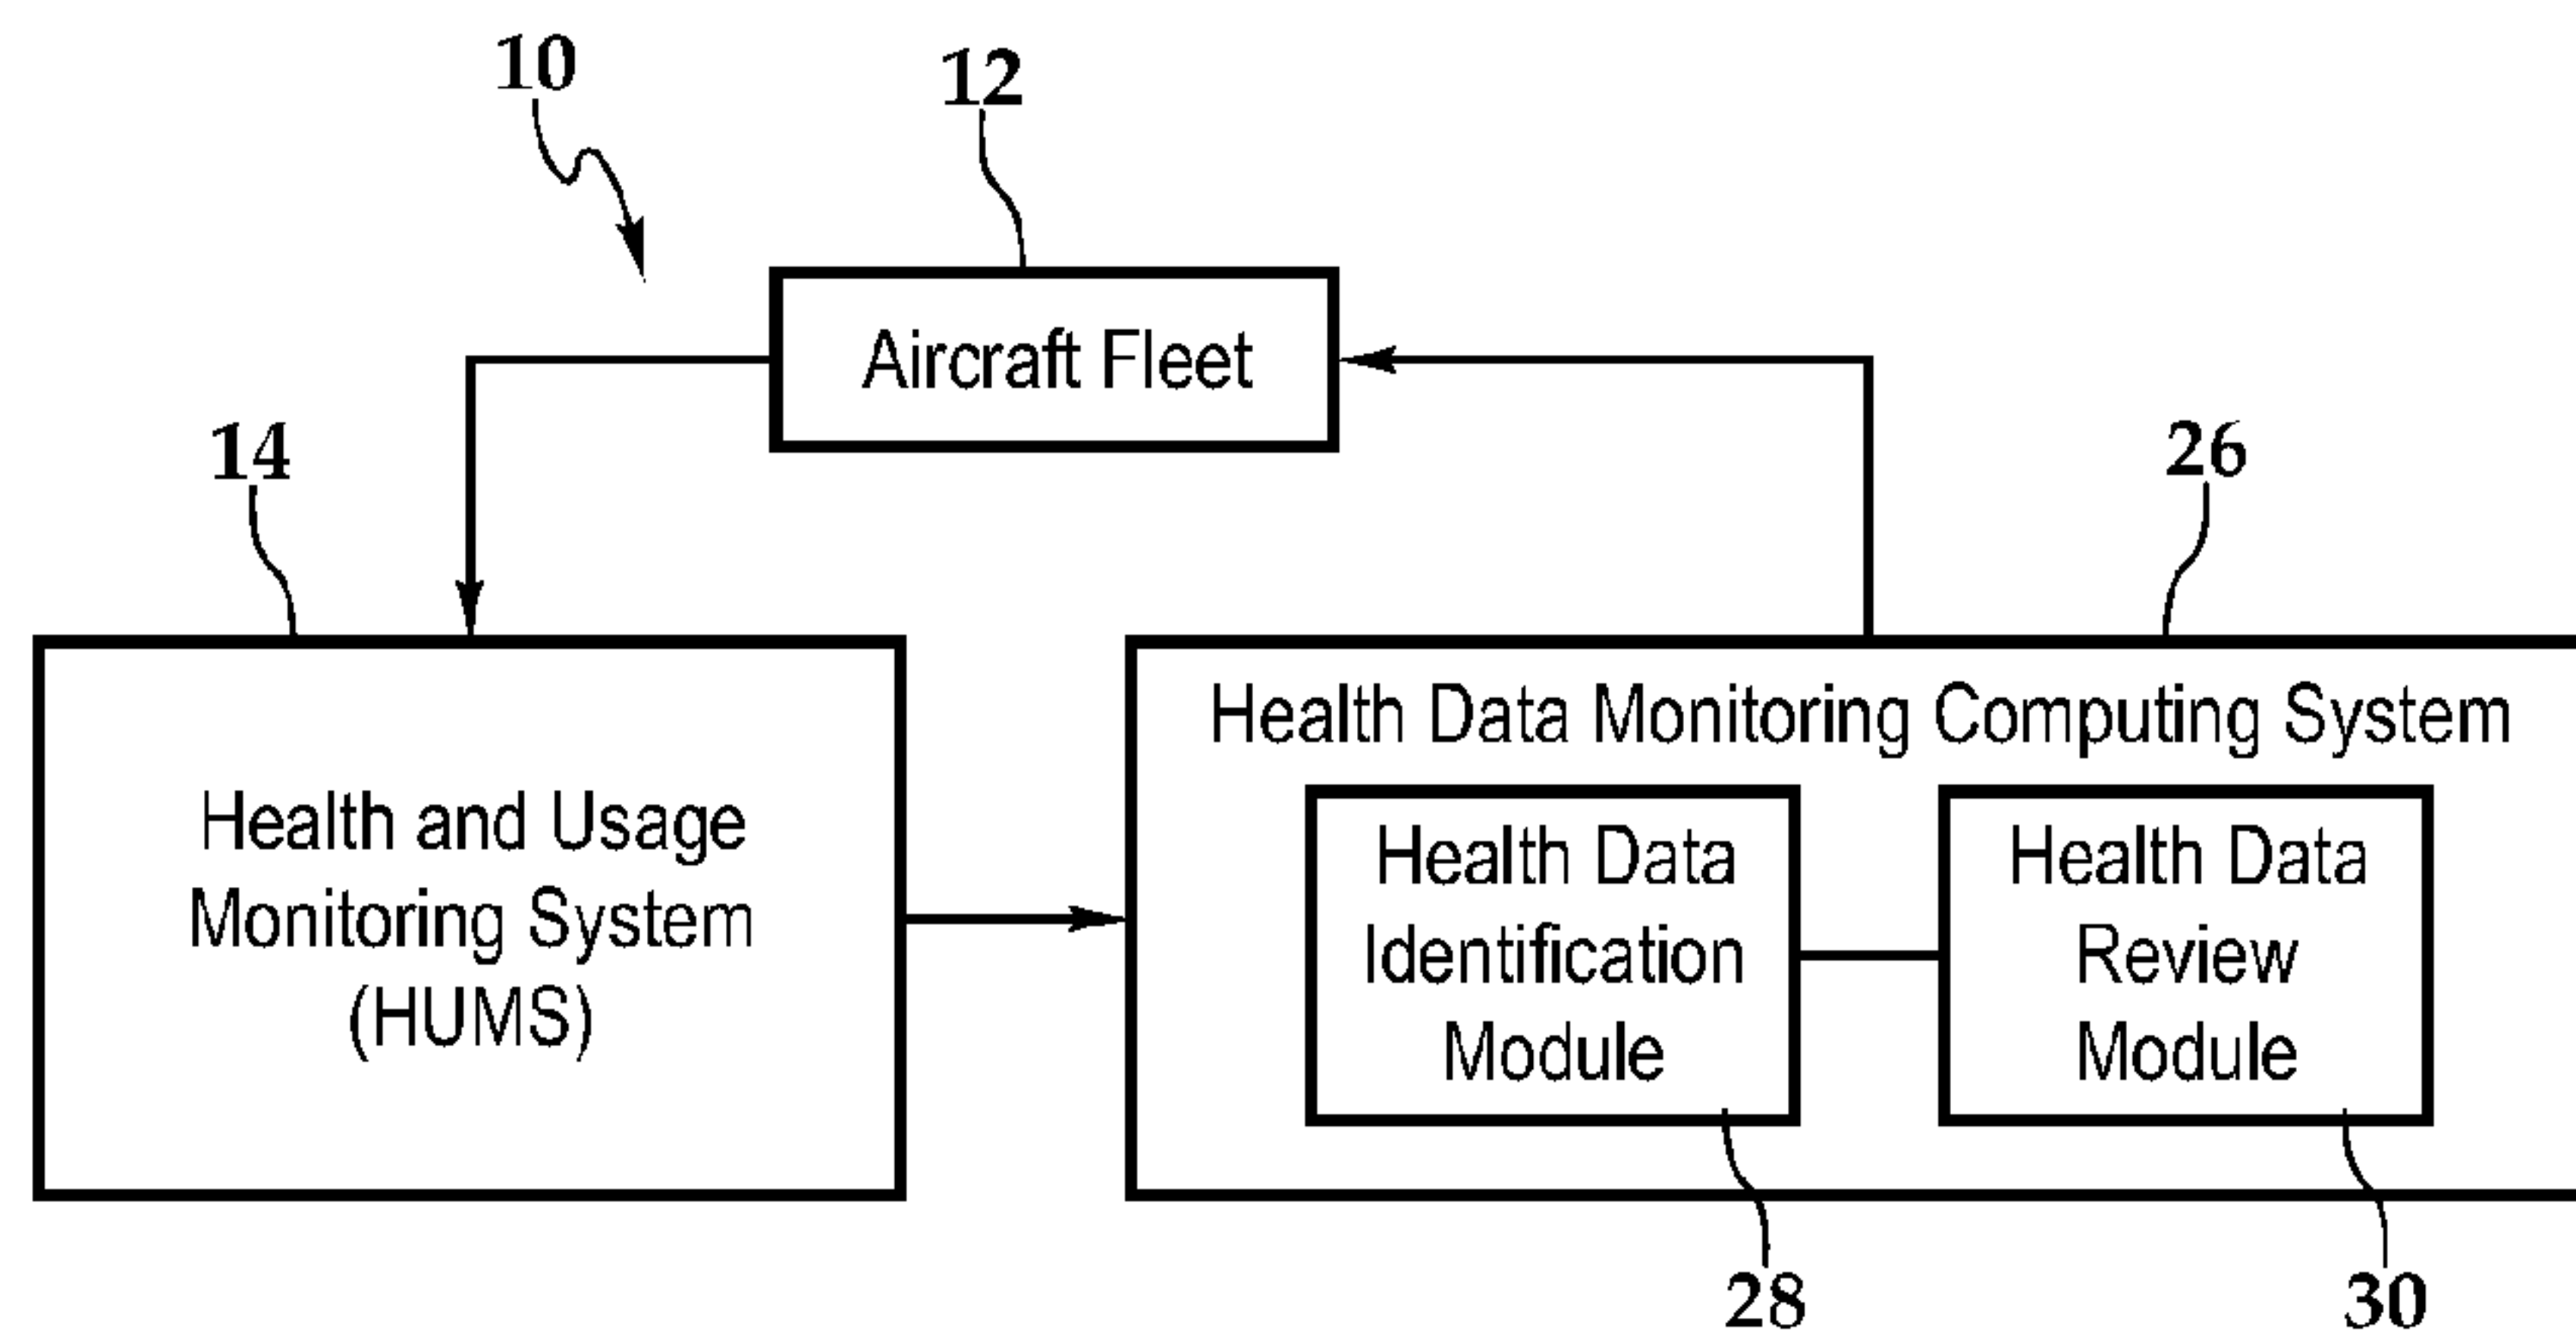 10
12
Aircraft Fleet
14
26
Health and Usage
Monitoring System
(HUMS)
Health Data Monitoring Computing System
Health Data
Identification
Module
Health Data
Review
Module
28
30